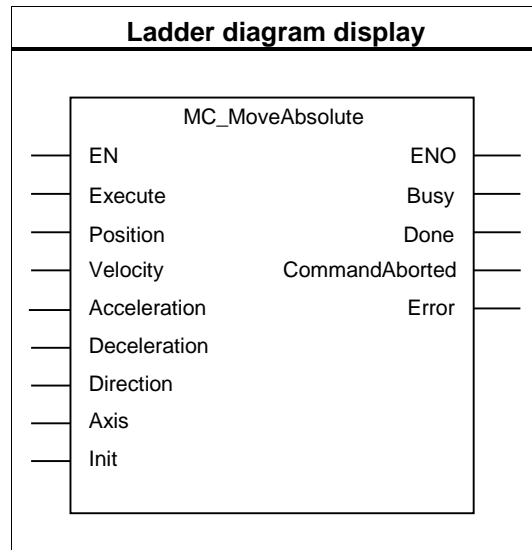 Ladder diagram display
MC_MoveAbsolute
EN ENO
Execute Busy
Position Done
Velocity CommandAborted
Acceleration Error
Deceleration
Direction
Axis
Init